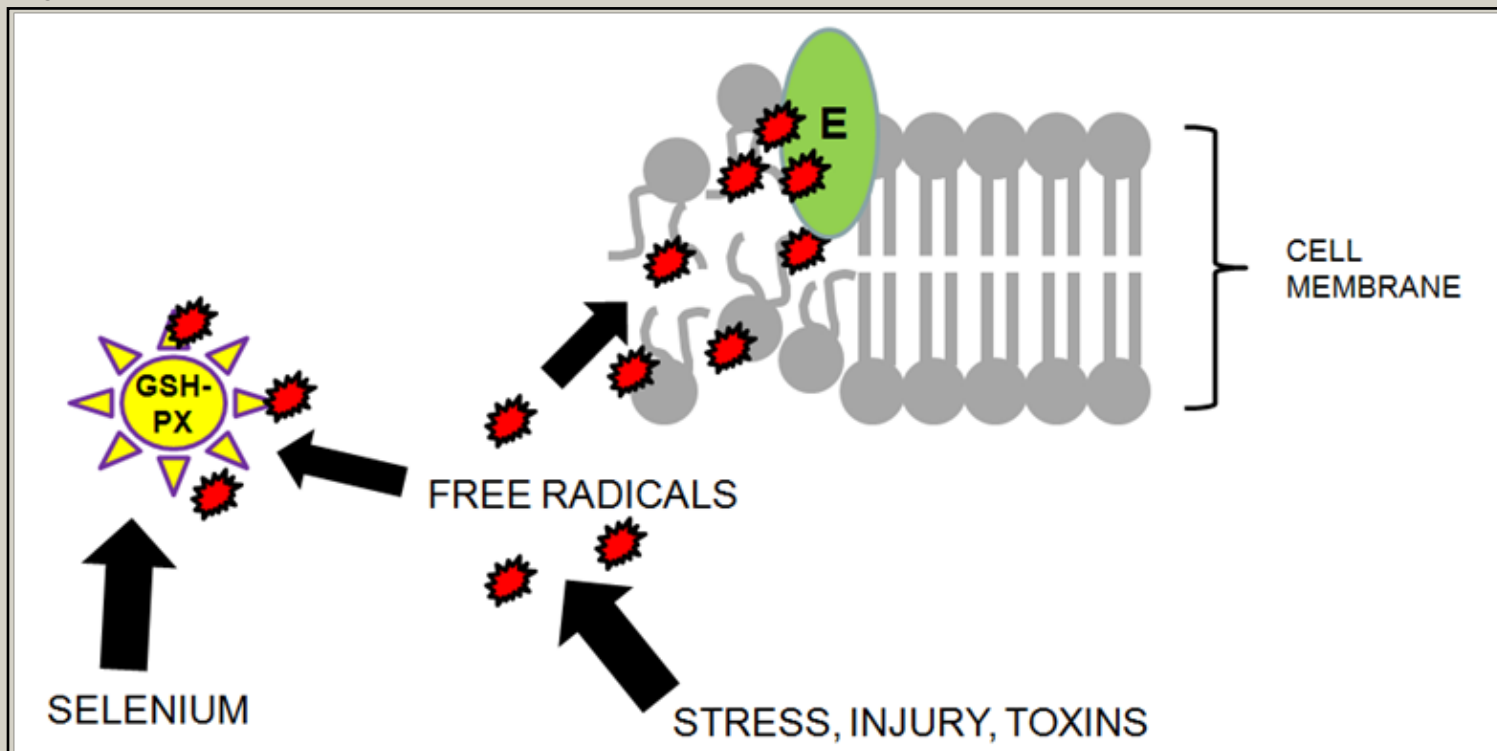 E
CELL
MEMBRANE
GSH-
PX
FREE RADICALS
SELENIUM
STRESS, INJURY, TOXINS